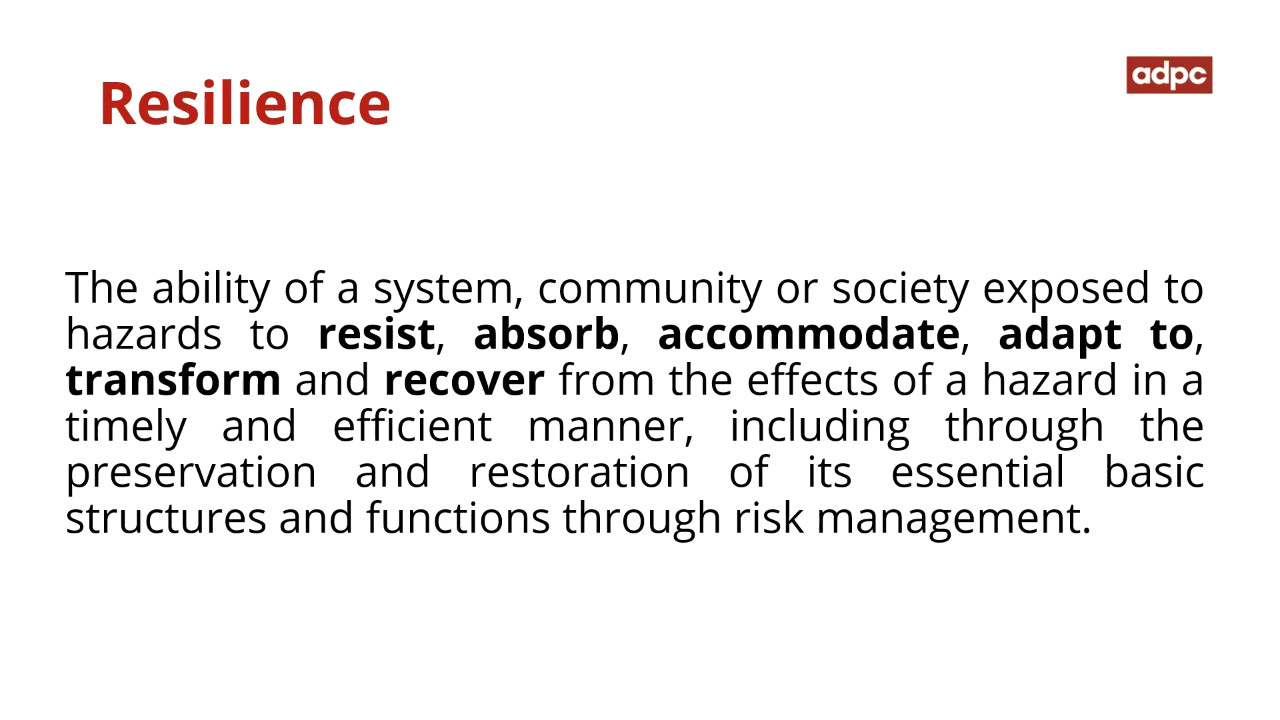 Resilience
adpc
The ability of a system, community or society exposed to
hazards to resist, absorb, accommodate, adapt to,
transform and recover from the effects of a hazard in a
timely and efficient manner, including through the
preservation and restoration of its essential basic
structures and functions through risk management.